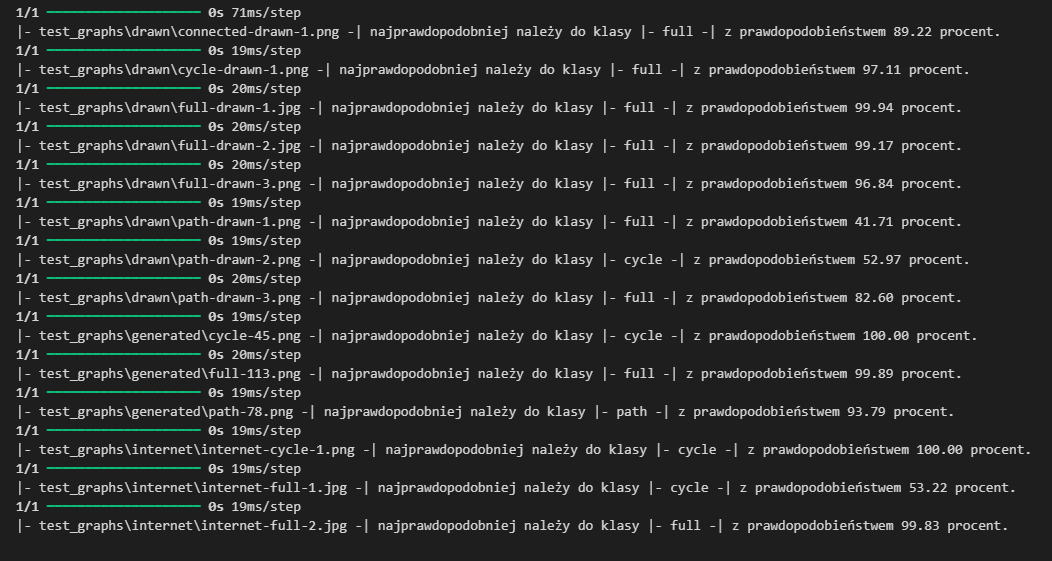 1/1 ━━━━━━━━━━━━━━━━━━━━ 0s 71ms/step
|- test_graphs\drawn\connected-drawn-1.png -| najprawdopodobniej należy do klasy |- full -| z prawdopodobieństwem 89.22 procent.
1/1 ━━━━━━━━━━━━━━━━━━━━ 0s 19ms/step
|- test_graphs\drawn\cycle-drawn-1.png -| najprawdopodobniej należy do klasy |- full -| z prawdopodobieństwem 97.11 procent.
1/1 ━━━━━━━━━━━━━━━━━━━━ 0s 20ms/step
|- test_graphs\drawn\full-drawn-1.jpg -| najprawdopodobniej należy do klasy |- full -| z prawdopodobieństwem 99.94 procent.
1/1 ━━━━━━━━━━━━━━━━━━━━ 0s 20ms/step
|- test_graphs\drawn\full-drawn-2.jpg -| najprawdopodobniej należy do klasy |- full -| z prawdopodobieństwem 99.17 procent.
1/1 ━━━━━━━━━━━━━━━━━━━━ 0s 20ms/step
|- test_graphs\drawn\full-drawn-3.png -| najprawdopodobniej należy do klasy |- full -| z prawdopodobieństwem 96.84 procent.
1/1 ━━━━━━━━━━━━━━━━━━━━ 0s 19ms/step
|- test_graphs\drawn\path-drawn-1.png -| najprawdopodobniej należy do klasy |- full -| z prawdopodobieństwem 41.71 procent.
1/1 ━━━━━━━━━━━━━━━━━━━━ 0s 19ms/step
|- test_graphs\drawn\path-drawn-2.png -| najprawdopodobniej należy do klasy |- cycle -| z prawdopodobieństwem 52.97 procent.
1/1 ━━━━━━━━━━━━━━━━━━━━ 0s 20ms/step
|- test_graphs\drawn\path-drawn-3.png -| najprawdopodobniej należy do klasy |- full -| z prawdopodobieństwem 82.60 procent.
1/1 ━━━━━━━━━━━━━━━━━━━━ 0s 19ms/step
|- test_graphs\generated\cycle-45.png -| najprawdopodobniej należy do klasy |- cycle -| z prawdopodobieństwem 100.00 procent.
1/1 ━━━━━━━━━━━━━━━━━━━━ 0s 20ms/step
|- test_graphs\generated\full-113.png -| najprawdopodobniej należy do klasy |- full -| z prawdopodobieństwem 99.89 procent.
1/1 ━━━━━━━━━━━━━━━━━━━━ 0s 19ms/step
|- test_graphs\generated\path-78.png -| najprawdopodobniej należy do klasy |- path -| z prawdopodobieństwem 93.79 procent.
1/1 ━━━━━━━━━━━━━━━━━━━━ 0s 19ms/step
|- test_graphs\internet\internet-cycle-1.png -| najprawdopodobniej należy do klasy |- cycle -| z prawdopodobieństwem 100.00 procent.
1/1 ━━━━━━━━━━━━━━━━━━━━ 0s 19ms/step
|- test_graphs\internet\internet-full-1.jpg -| najprawdopodobniej należy do klasy |- cycle -| z prawdopodobieństwem 53.22 procent.
1/1 ━━━━━━━━━━━━━━━━━━━━ 0s 19ms/step
|- test_graphs\internet\internet-full-2.jpg -| najprawdopodobniej należy do klasy |- full -| z prawdopodobieństwem 99.83 procent.